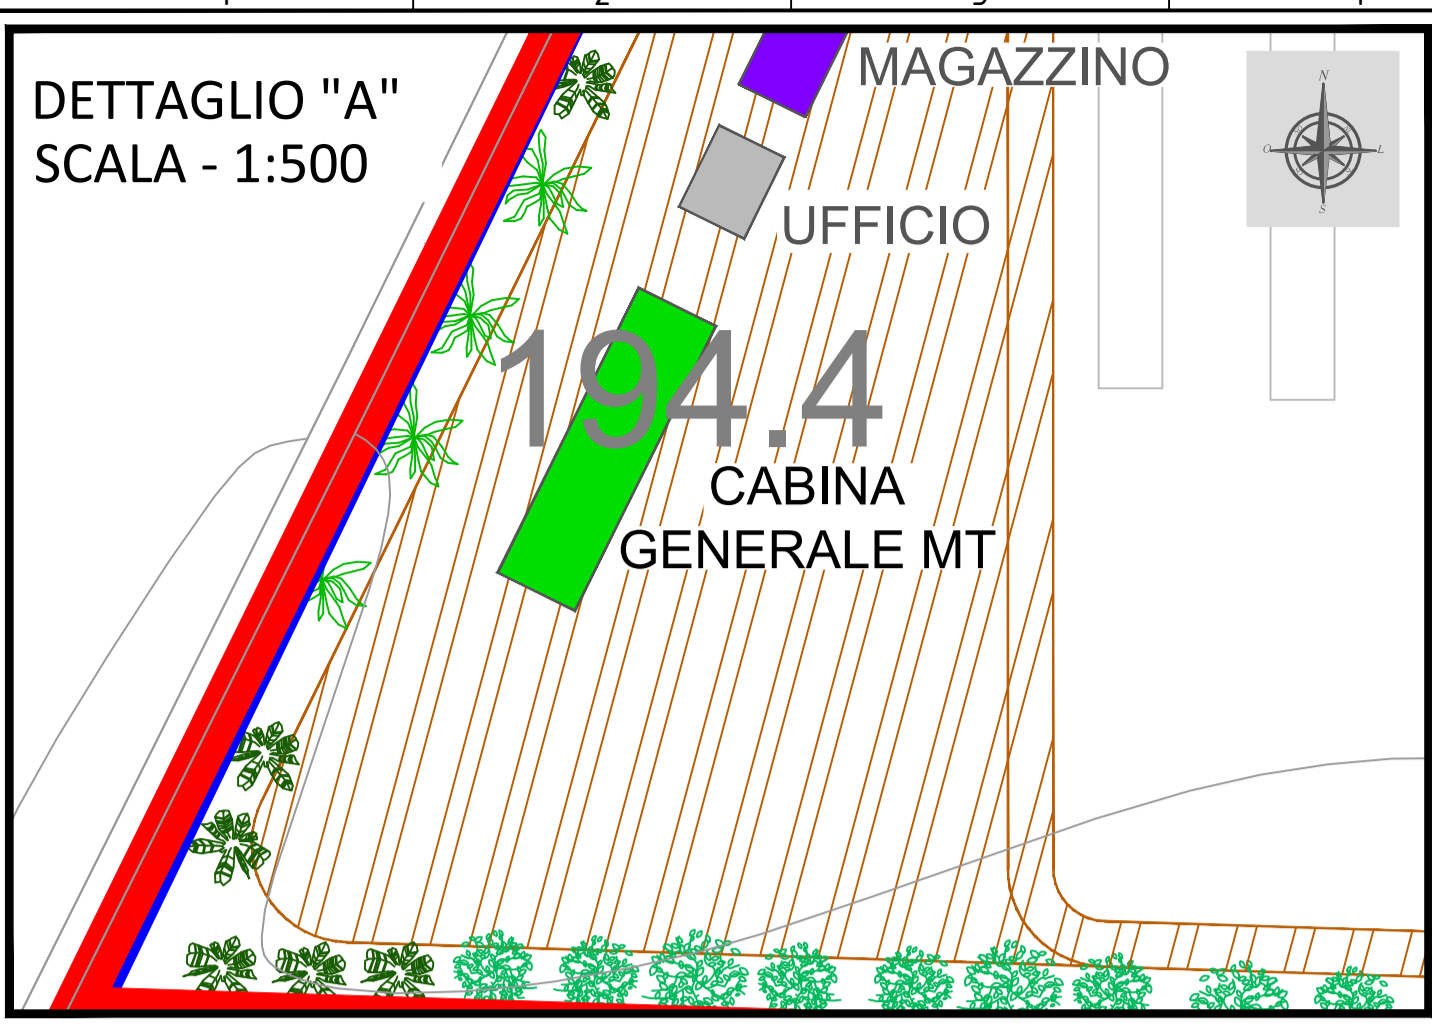 DETTAGLIO "A"
SCALA - 1:500
MAGAZZINO
UFFICIO
194.4
CABINA
GENERALE MT
N
O
L
S